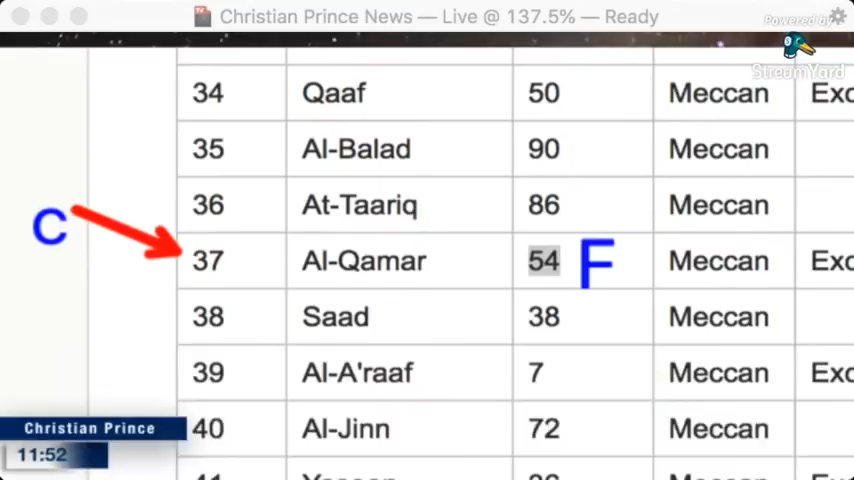 Christian Prince News — Live @ 137.5% — Ready
Powered by
StreamYard
34 Qaaf 50 Meccan Exc
35 Al-Balad 90 Meccan
36 At-Taariq 86 Meccan
C
37 Al-Qamar 54 F Meccan Exc
38 Saad 38 Meccan
39 Al-A'raaf 7 Meccan Exc
Christian Prince
40 Al-Jinn 72 Meccan
11:52